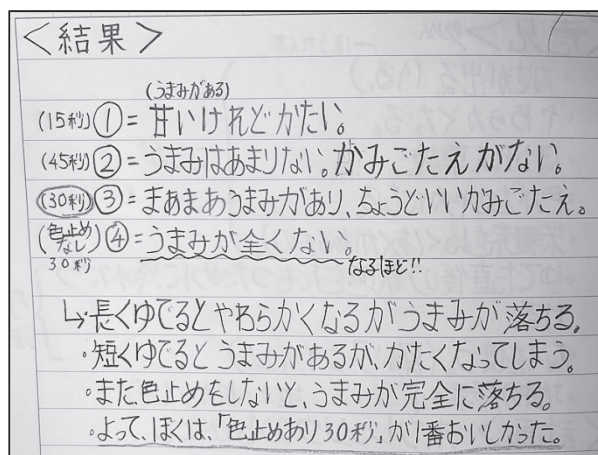 <結果>
(うまみがある)
(15秒)①=甘いけれどかたい。
(45秒)②=うまみはあまりない。かみごたえがない。
(30秒)③=まあまあうまみがあり、ちょうどいいかみごたえ。
(色止めなし30秒)④=うまみが全くない。
なるほど!!
↳長くゆでるとやわらかくなるがうまみが落ちる。
・短くゆでるとうまみがあるが、かたくなってしまう。
・また色止めをしないと、うまみが完全に落ちる。
・よって、ぼくは、「色止めあり30秒」が1番おいしかった。